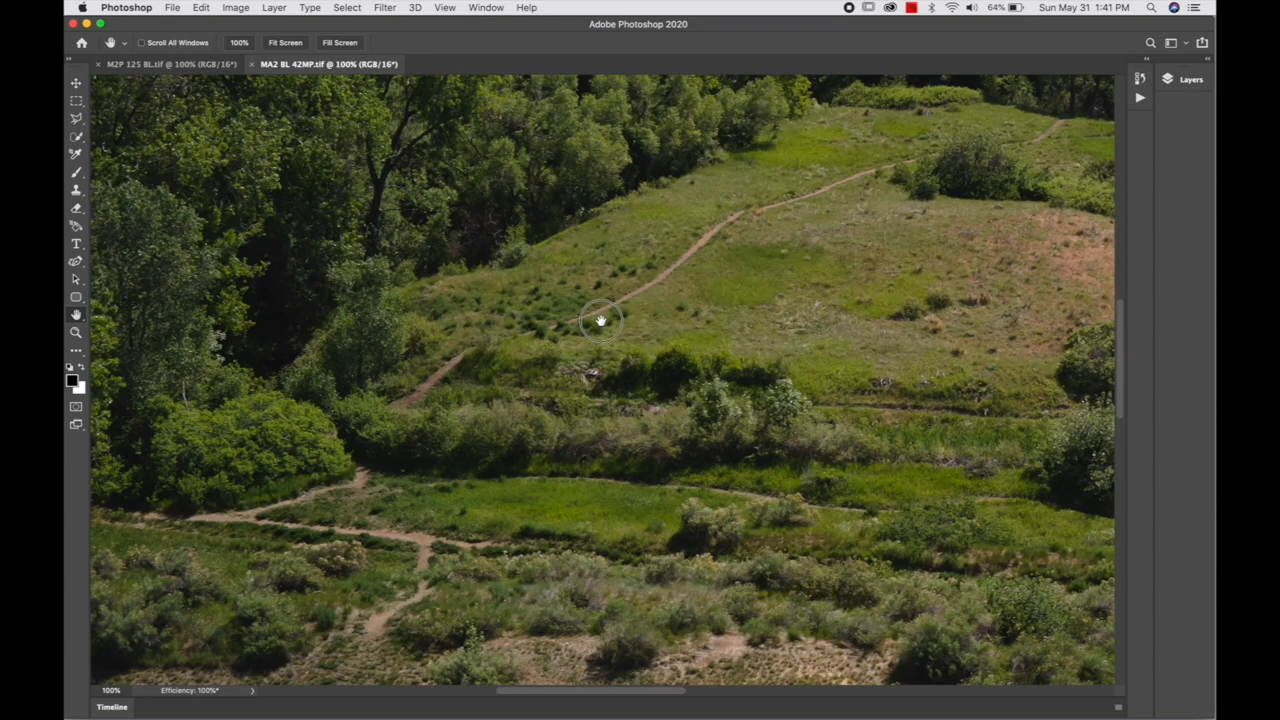 Photoshop File Edit Image Layer Type Select Filter 3D View Window Help 64% Sun May 31 1:41 PM
Adobe Photoshop 2020
Scroll All Windows 100% Fit Screen Fill Screen
M2P 125 BL.tif @ 100% (RGB/16*) MA2 BL 42MP.tif @ 100% (RGB/16*)
Layers
100% Efficiency: 100%*
Timeline